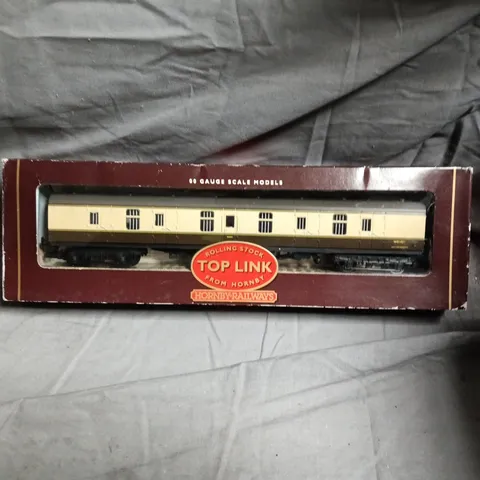 00 GAUGE SCALE MODELS
ROLLING STOCK
TOP LINK
FROM HORNBY
HORNBY RAILWAYS